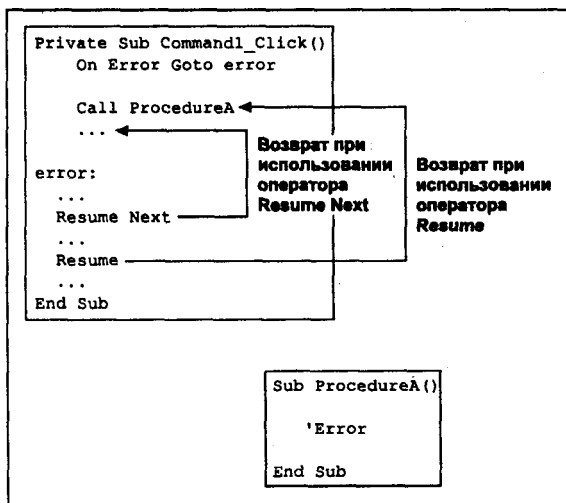 Private Sub Command1_Click()
On Error Goto error
Call ProcedureA
...
error:
...
Resume Next
...
Resume
...
End Sub
Возврат при
использовании
оператора
Resume Next
Возврат при
использовании
оператора
Resume
Sub ProcedureA()
'Error
End Sub